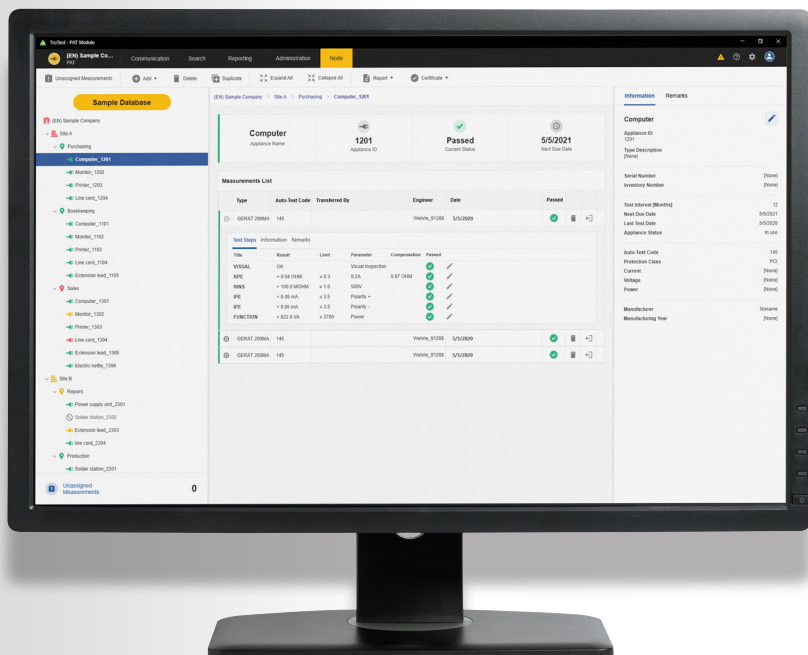 TruTest - PAT Module
(EN) Sample Co...
PAT
Communication
Search
Reporting
Administration
Node
Unassigned Measurements
Add
Delete
Duplicate
Expand All
Collapse All
Report
Certificate
Sample Database
(EN) Sample Company
Site A
Purchasing
Computer_1201
Monitor_1202
Printer_1203
Line cord_1204
Bookkeeping
Computer_1101
Monitor_1102
Printer_1103
Line cord_1104
Extension lead_1105
Sales
Computer_1301
Monitor_1302
Printer_1303
Line cord_1304
Extension lead_1305
Electric kettle_1306
Site B
Repairs
Power supply unit_2301
Solder station_2302
Extension lead_2303
line cord_2304
Production
Solder station_2201
Unassigned
Measurements
0
(EN) Sample Company > Site A > Purchasing > Computer_1201
Computer
Appliance Name
1201
Appliance ID
Passed
Current Status
5/5/2021
Next Due Date
Measurements List
Type Auto-Test Code Transferred By Engineer Date Passed
GERÄT 200MA 145 Wehrle_91208 5/5/2020
Test Steps Information Remarks
Title Result Limit Parameter Compensation Passed
VISUAL OK Visual Inspection
RPE = 0.04 OHM ≤ 0.3 0.2A 0.07 OHM
RINS > 100.0 MOHM ≥ 1.0 500V
IPE < 0.05 mA ≤ 3.5 Polarity +
IPE < 0.05 mA ≤ 3.5 Polarity -
FUNCTION = 822.0 VA ≤ 3700 Power
GERÄT 200MA 145 Wehrle_91208 5/5/2020
GERÄT 200MA 145 Wehrle_91208 5/5/2020
Information Remarks
Computer
Appliance ID
1201
Type Description
[None]
Serial Number [None]
Inventory Number [None]
Test Interval [Months] 12
Next Due Date 5/5/2021
Last Test Date 5/5/2020
Appliance Status In use
Auto-Test Code 145
Protection Class PCI
Current [None]
Voltage [None]
Power [None]
Manufacturer Noname
Manufacturing Year [None]